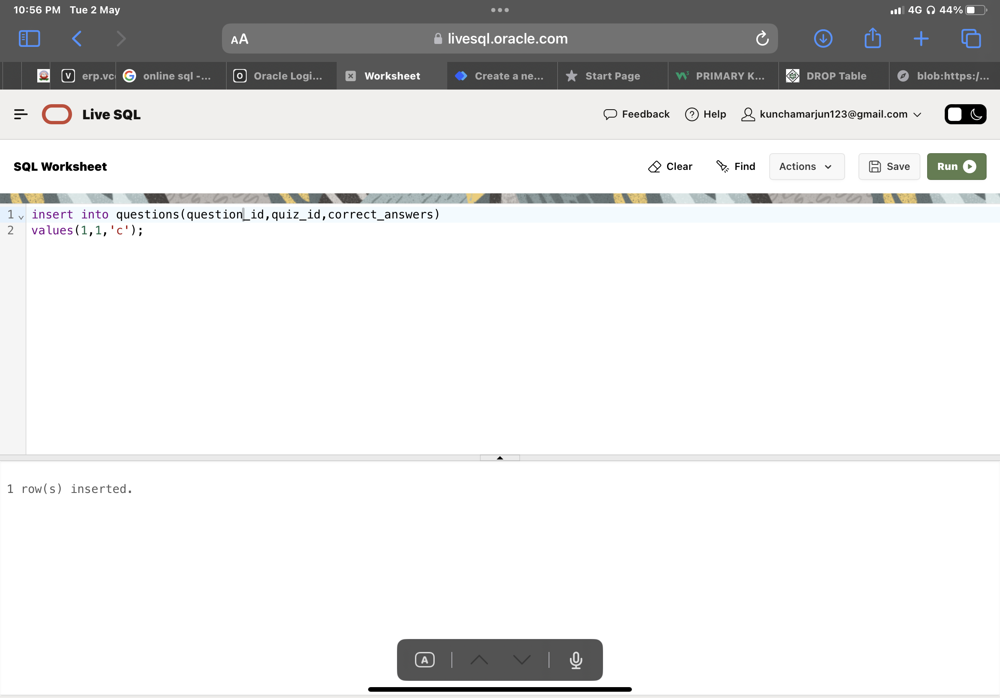 10:56 PM Tue 2 May
4G 44%
AA livesql.oracle.com
V erp.vc
online sql -...
O Oracle Logi...
Worksheet
Create a ne...
Start Page
PRIMARY K...
DROP Table
blob:https:/...
Live SQL
Feedback
? Help
kunchamarjun123@gmail.com
SQL Worksheet
Clear
Find
Actions
Save
Run
1 insert into questions(question_id,quiz_id,correct_answers)
2 values(1,1,'c');
1 row(s) inserted.
A